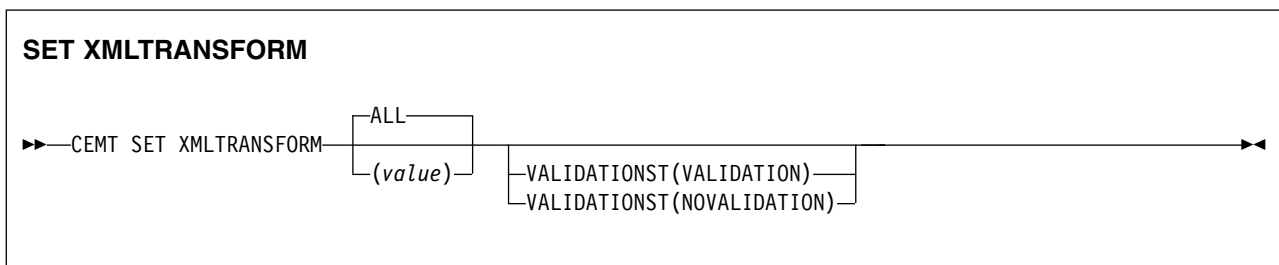 SET XMLTRANSFORM
ALL
CEMT SET XMLTRANSFORM
(value)
VALIDATIONST(VALIDATION)
VALIDATIONST(NOVALIDATION)